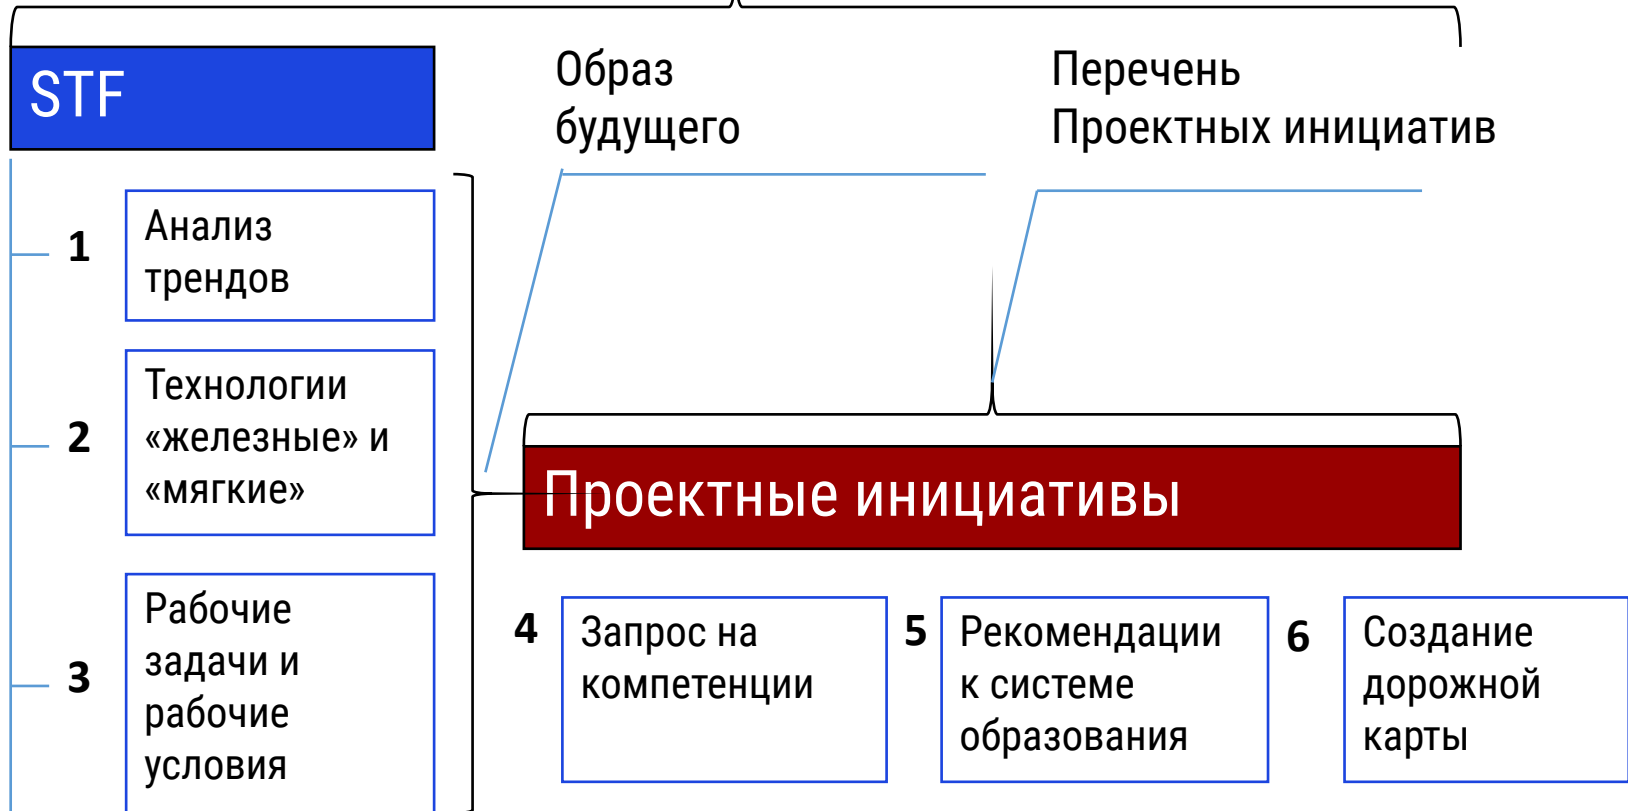 STF
Образ
будущего
Перечень
Проектных инициатив
1
Анализ
трендов
2
Технологии
«железные» и
«мягкие»
3
Рабочие
задачи и
рабочие
условия
Проектные инициативы
4
Запрос на
компетенции
5
Рекомендации
к системе
образования
6
Создание
дорожной
карты